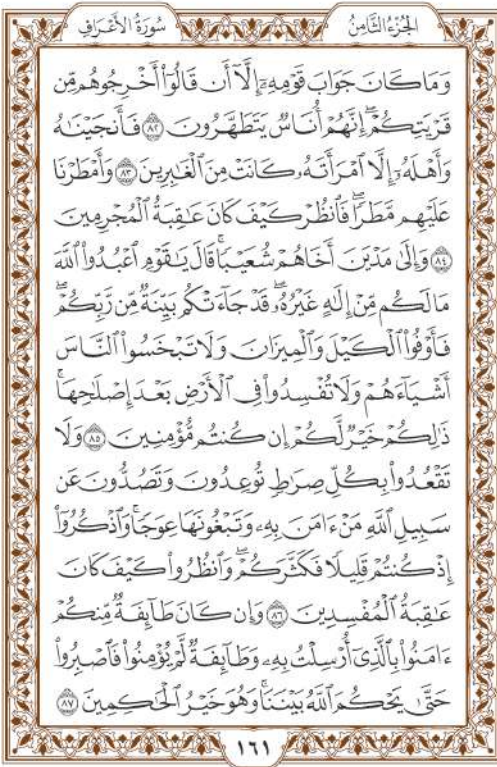 الجُزْءُ الثَّامِنُ
سُورَةُ الأَعْرَافِ
وَمَا كَانَ جَوَابَ قَوْمِهِۦٓ إِلَّآ أَن قَالُوٓا۟ أَخْرِجُوهُم مِّن
قَرْيَتِكُمْ ۖ إِنَّهُمْ أُنَاسٌ يَتَطَهَّرُونَ ﴿٨٢﴾ فَأَنجَيْنَٰهُ
وَأَهْلَهُۥٓ إِلَّا ٱمْرَأَتَهُۥ كَانَتْ مِنَ ٱلْغَٰبِرِينَ ﴿٨٣﴾ وَأَمْطَرْنَا
عَلَيْهِم مَّطَرًا ۖ فَٱنظُرْ كَيْفَ كَانَ عَٰقِبَةُ ٱلْمُجْرِمِينَ
﴿٨٤﴾ وَإِلَىٰ مَدْيَنَ أَخَاهُمْ شُعَيْبًا ۗ قَالَ يَٰقَوْمِ ٱعْبُدُوا۟ ٱللَّهَ
مَا لَكُم مِّنْ إِلَٰهٍ غَيْرُهُۥ ۖ قَدْ جَآءَتْكُم بَيِّنَةٌ مِّن رَّبِّكُمْ ۖ
فَأَوْفُوا۟ ٱلْكَيْلَ وَٱلْمِيزَانَ وَلَا تَبْخَسُوا۟ ٱلنَّاسَ
أَشْيَآءَهُمْ وَلَا تُفْسِدُوا۟ فِى ٱلْأَرْضِ بَعْدَ إِصْلَٰحِهَا ۚ
ذَٰلِكُمْ خَيْرٌ لَّكُمْ إِن كُنتُم مُّؤْمِنِينَ ﴿٨٥﴾ وَلَا
تَقْعُدُوا۟ بِكُلِّ صِرَٰطٍ تُوعِدُونَ وَتَصُدُّونَ عَن
سَبِيلِ ٱللَّهِ مَنْ ءَامَنَ بِهِۦ وَتَبْغُونَهَا عِوَجًا ۚ وَٱذْكُرُوٓا۟
إِذْ كُنتُمْ قَلِيلًا فَكَثَّرَكُمْ ۖ وَٱنظُرُوا۟ كَيْفَ كَانَ
عَٰقِبَةُ ٱلْمُفْسِدِينَ ﴿٨٦﴾ وَإِن كَانَ طَآئِفَةٌ مِّنكُمْ
ءَامَنُوا۟ بِٱلَّذِىٓ أُرْسِلْتُ بِهِۦ وَطَآئِفَةٌ لَّمْ يُؤْمِنُوا۟ فَٱصْبِرُوا۟
حَتَّىٰ يَحْكُمَ ٱللَّهُ بَيْنَنَا ۚ وَهُوَ خَيْرُ ٱلْحَٰكِمِينَ ﴿٨٧﴾
١٦١